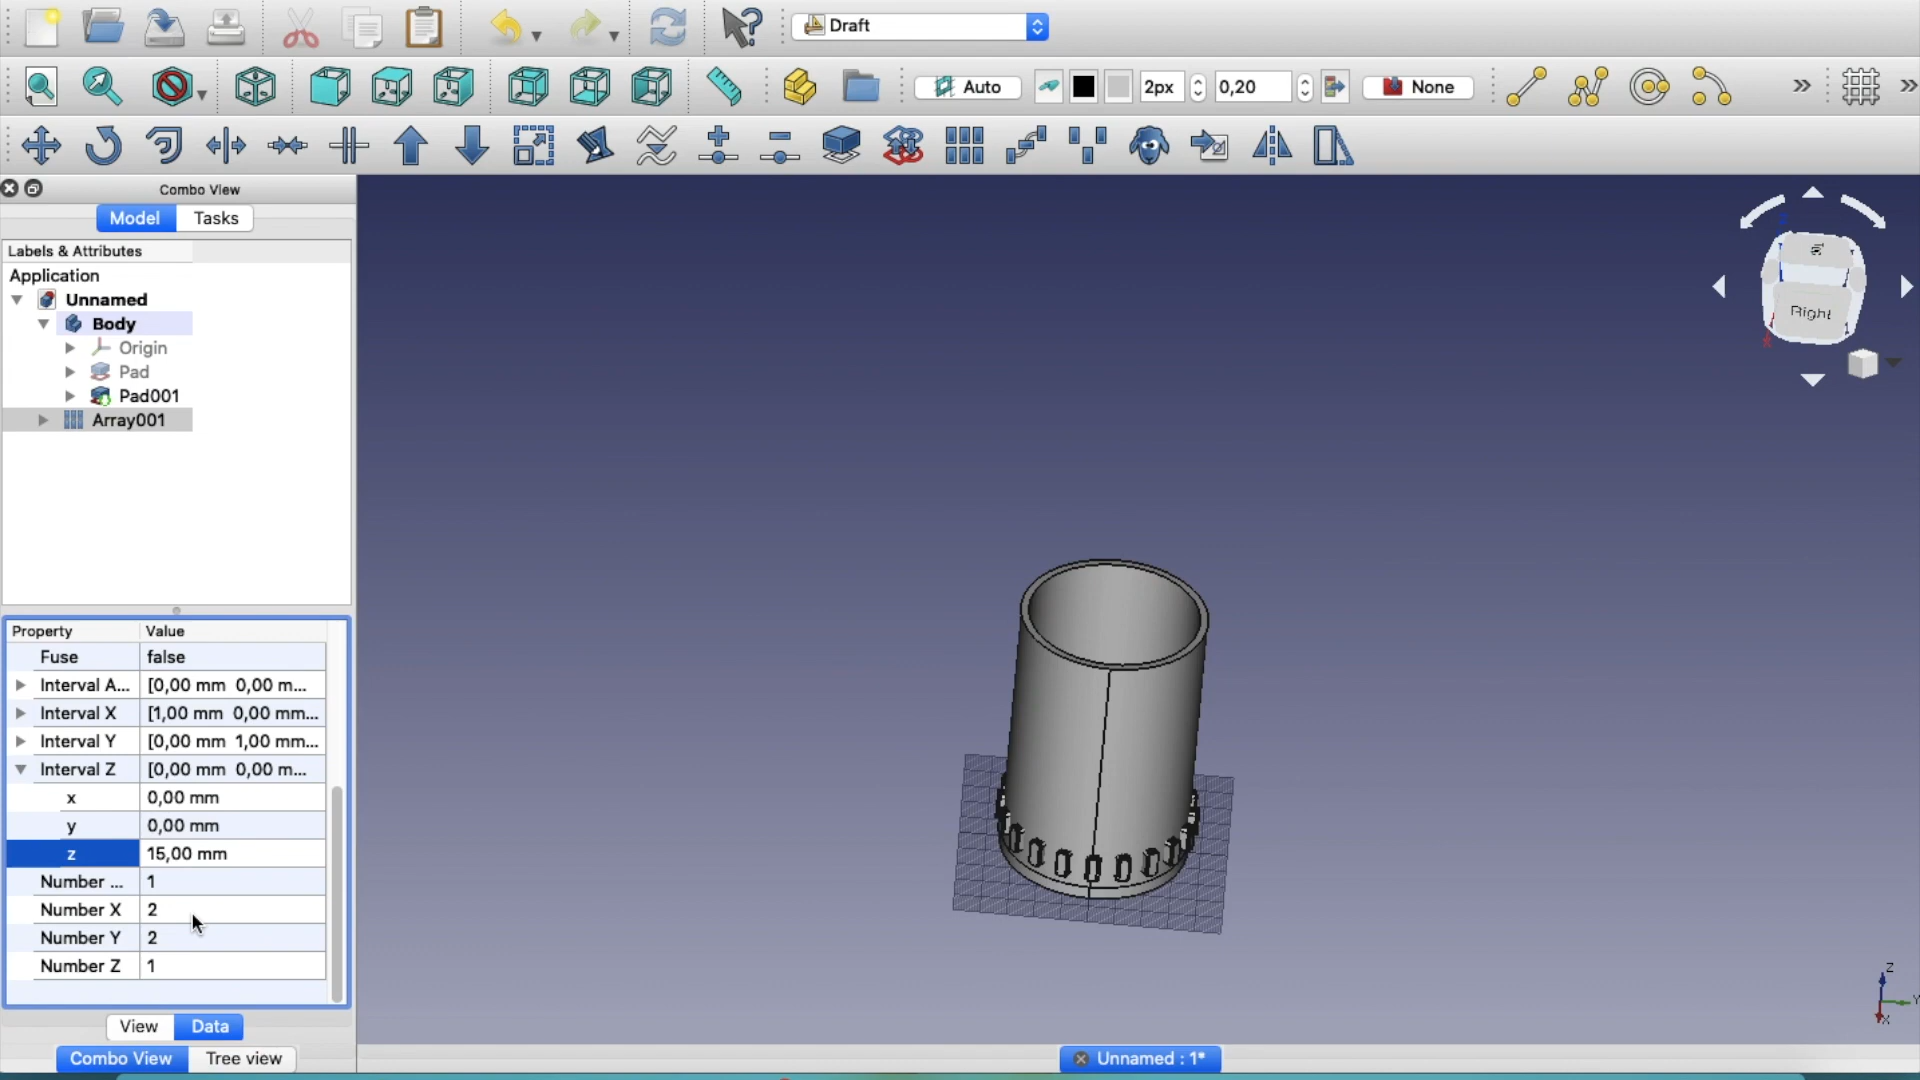 Draft
Auto
2px
0,20
None
»
»
Combo View
Model
Tasks
Labels & Attributes
Application
Unnamed
Body
Origin
Pad
Pad001
Array001
Property Value
Fuse false
Interval A... [0,00 mm 0,00 m...
Interval X [1,00 mm 0,00 mm...
Interval Y [0,00 mm 1,00 mm...
Interval Z [0,00 mm 0,00 m...
x 0,00 mm
y 0,00 mm
z 15,00 mm
Number ... 1
Number X 2
Number Y 2
Number Z 1
View
Data
Combo View
Tree view
Unnamed : 1*
Right
Z
Y
X